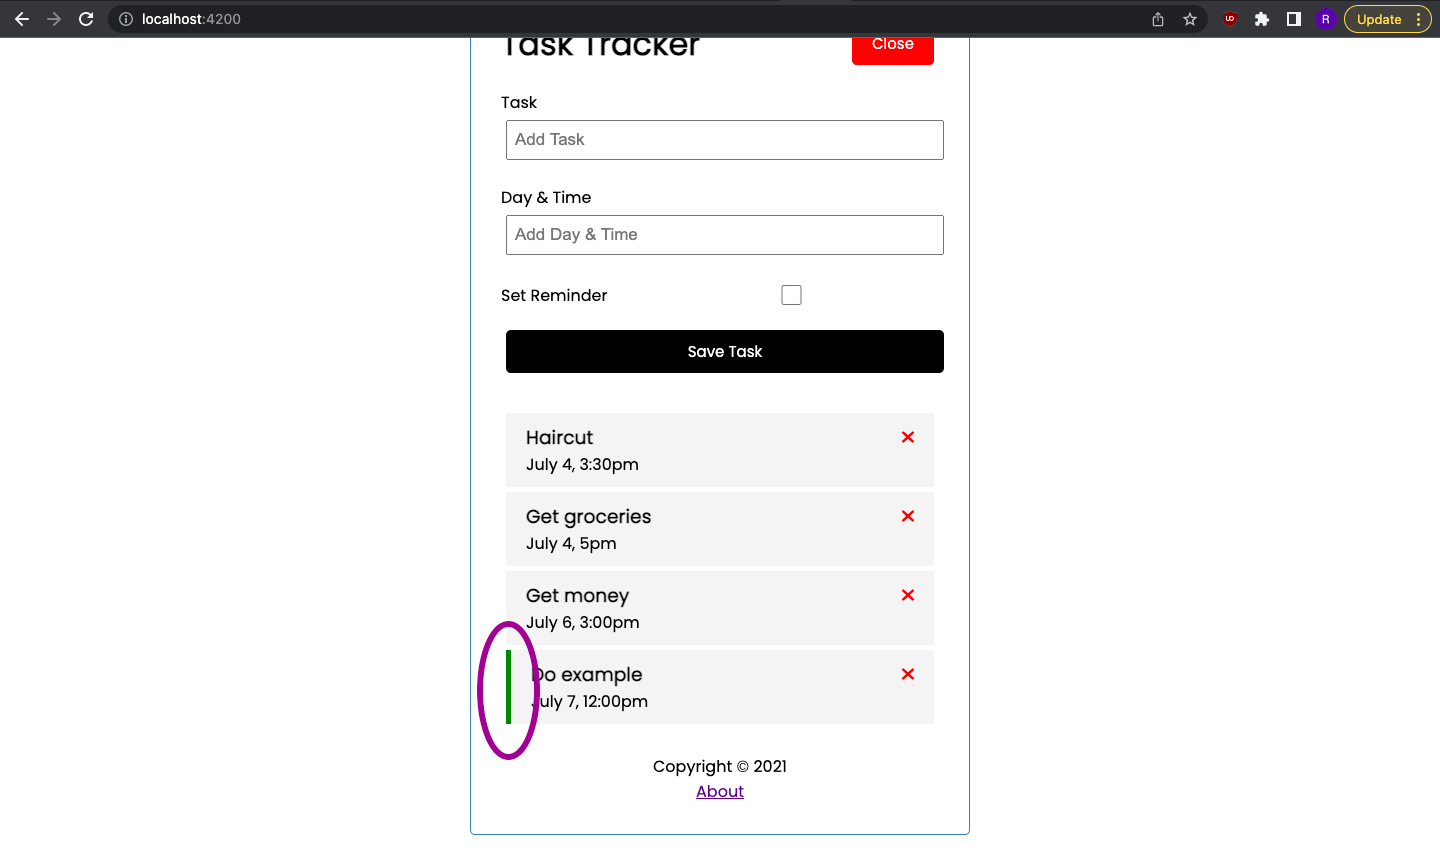 localhost:4200
R
Update
Task Tracker
Close
Task
Add Task
Day & Time
Add Day & Time
Set Reminder
Save Task
Haircut
July 4, 3:30pm
Get groceries
July 4, 5pm
Get money
July 6, 3:00pm
Do example
July 7, 12:00pm
Copyright © 2021
About